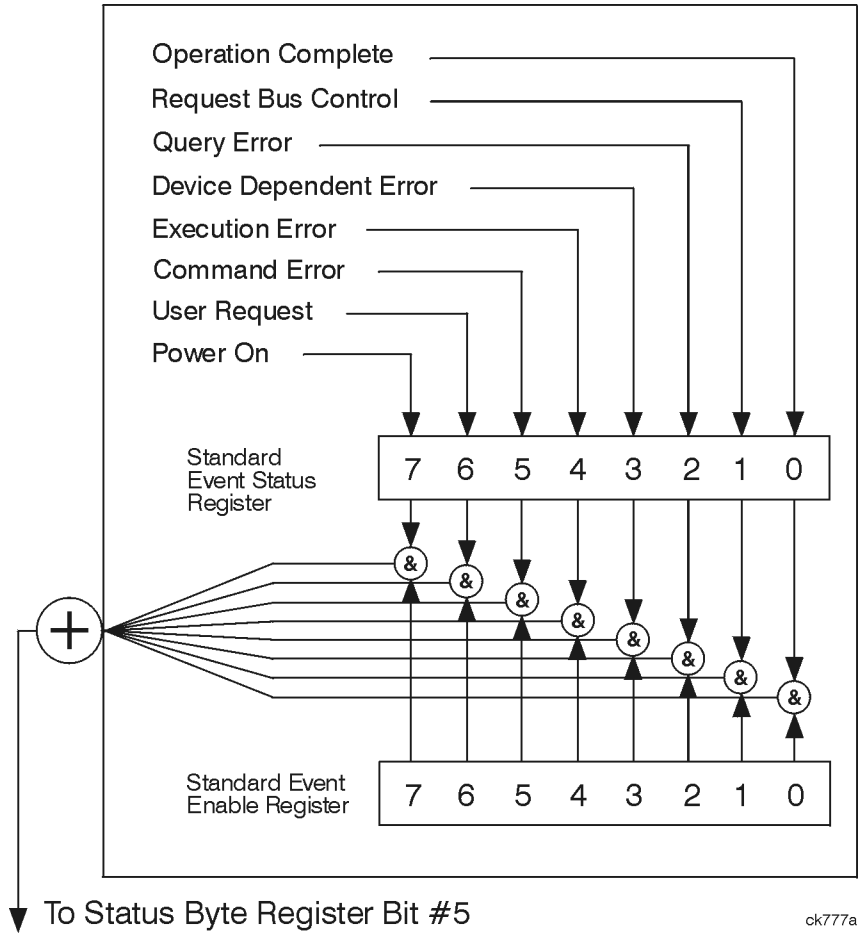 Operation Complete
Request Bus Control
Query Error
Device Dependent Error
Execution Error
Command Error
User Request
Power On
Standard
Event Status
Register
7 6 5 4 3 2 1 0
& & & & & & & &
+
Standard Event
Enable Register
7 6 5 4 3 2 1 0
To Status Byte Register Bit #5
ck777a